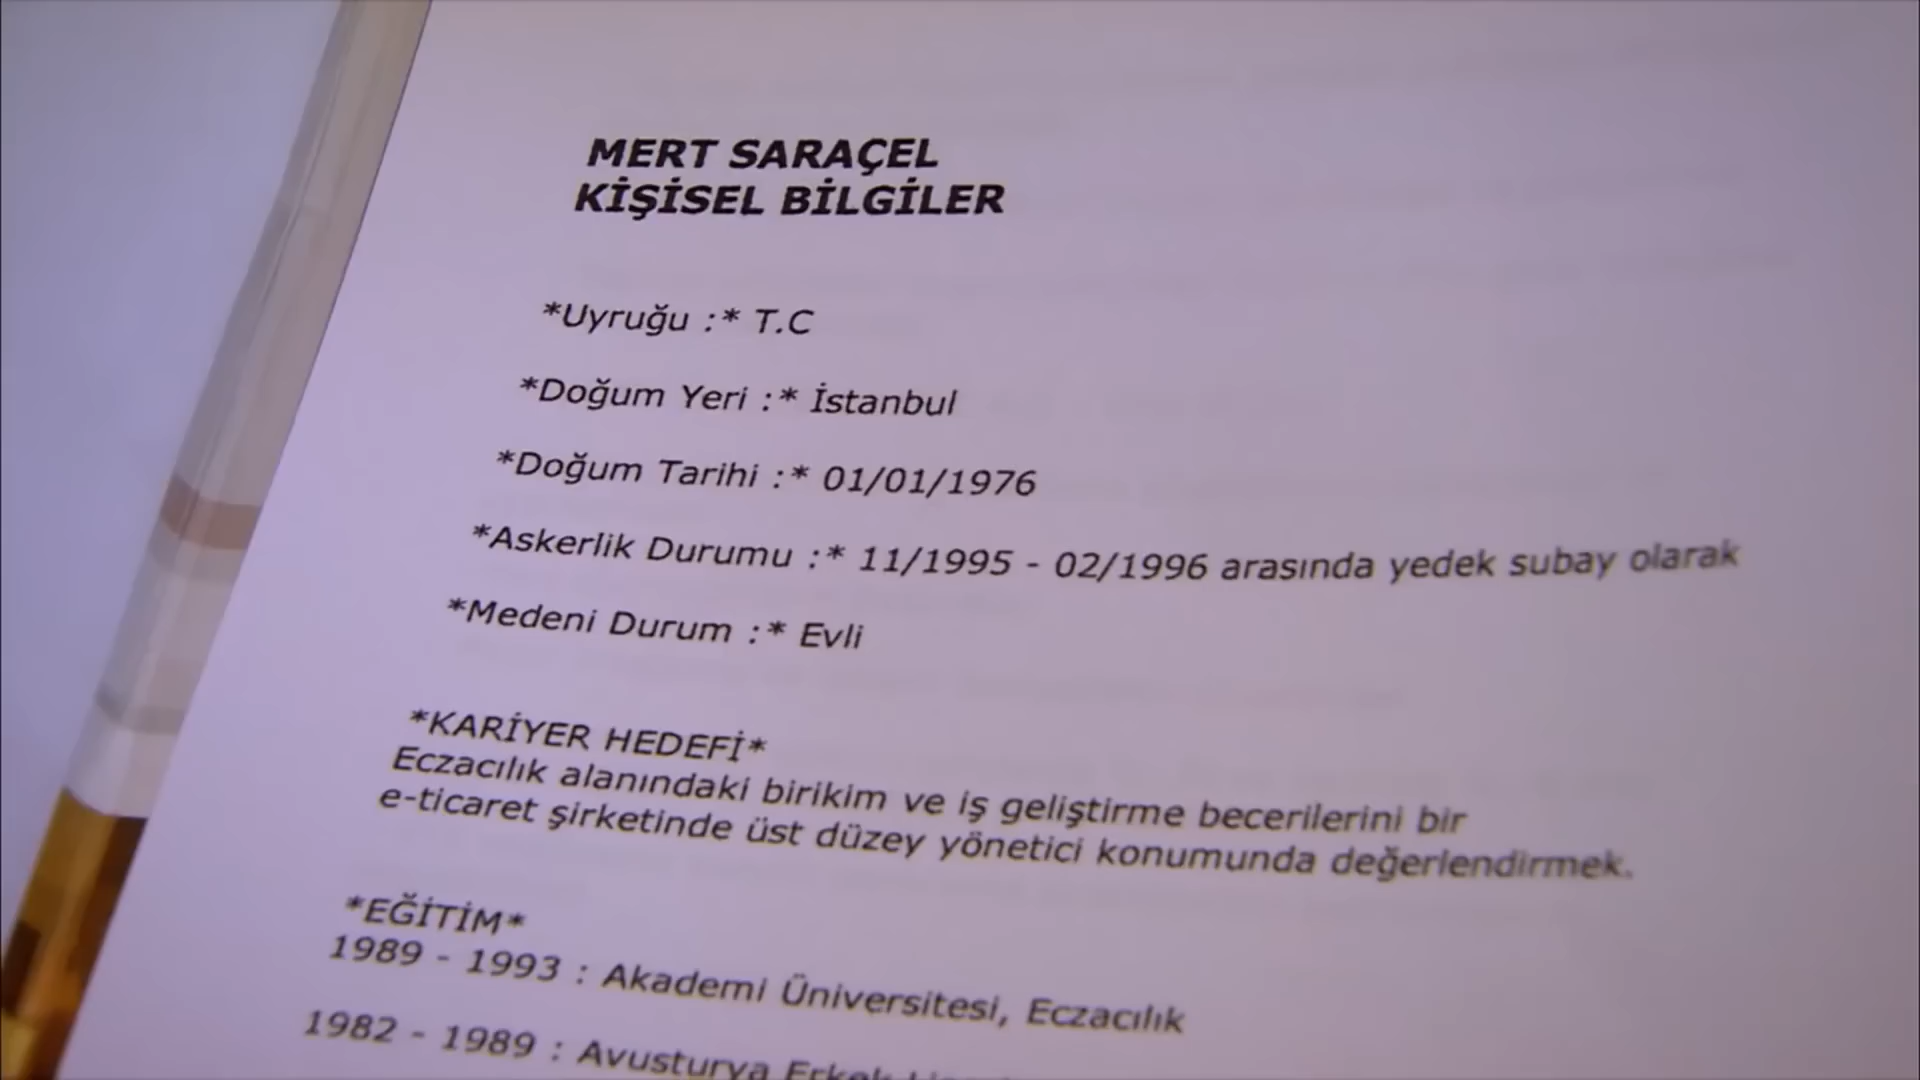 MERT SARAÇEL
KİŞİSEL BİLGİLER
*Uyruğu :* T.C
*Doğum Yeri :* İstanbul
*Doğum Tarihi :* 01/01/1976
*Askerlik Durumu :* 11/1995 - 02/1996 arasında yedek subay olarak
*Medeni Durum :* Evli
*KARİYER HEDEFİ*
Eczacılık alanındaki birikim ve iş geliştirme becerilerini bir
e-ticaret şirketinde üst düzey yönetici konumunda değerlendirmek.
*EĞİTİM*
1989 - 1993 : Akademi Üniversitesi, Eczacılık
1982 - 1989 : Avusturya Erkek